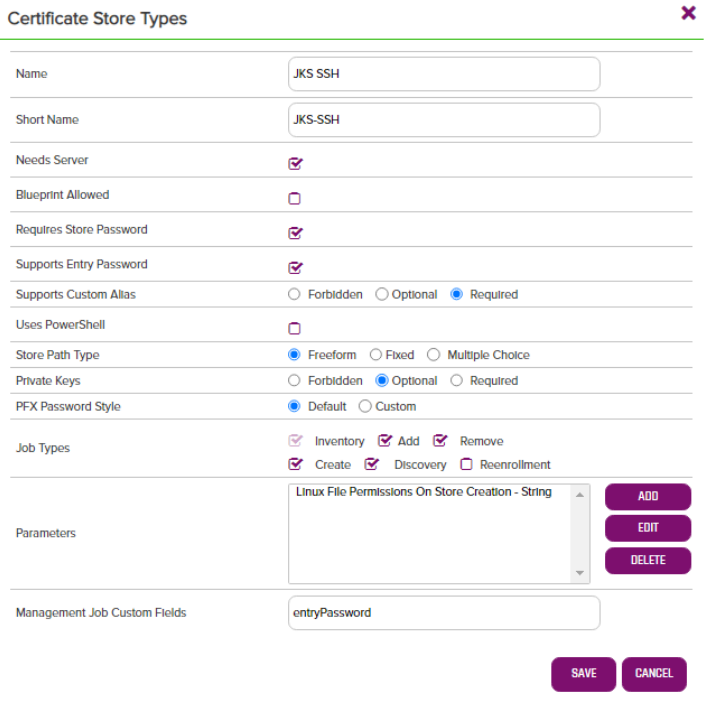 Certificate Store Types
Name JKS SSH
Short Name JKS-SSH
Needs Server
Blueprint Allowed
Requires Store Password
Supports Entry Password
Supports Custom Alias Forbidden Optional Required
Uses PowerShell
Store Path Type Freeform Fixed Multiple Choice
Private Keys Forbidden Optional Required
PFX Password Style Default Custom
Job Types Inventory Add Remove
Create Discovery Reenrollment
Parameters Linux File Permissions On Store Creation - String
ADD
EDIT
DELETE
Management Job Custom Fields entryPassword
SAVE CANCEL